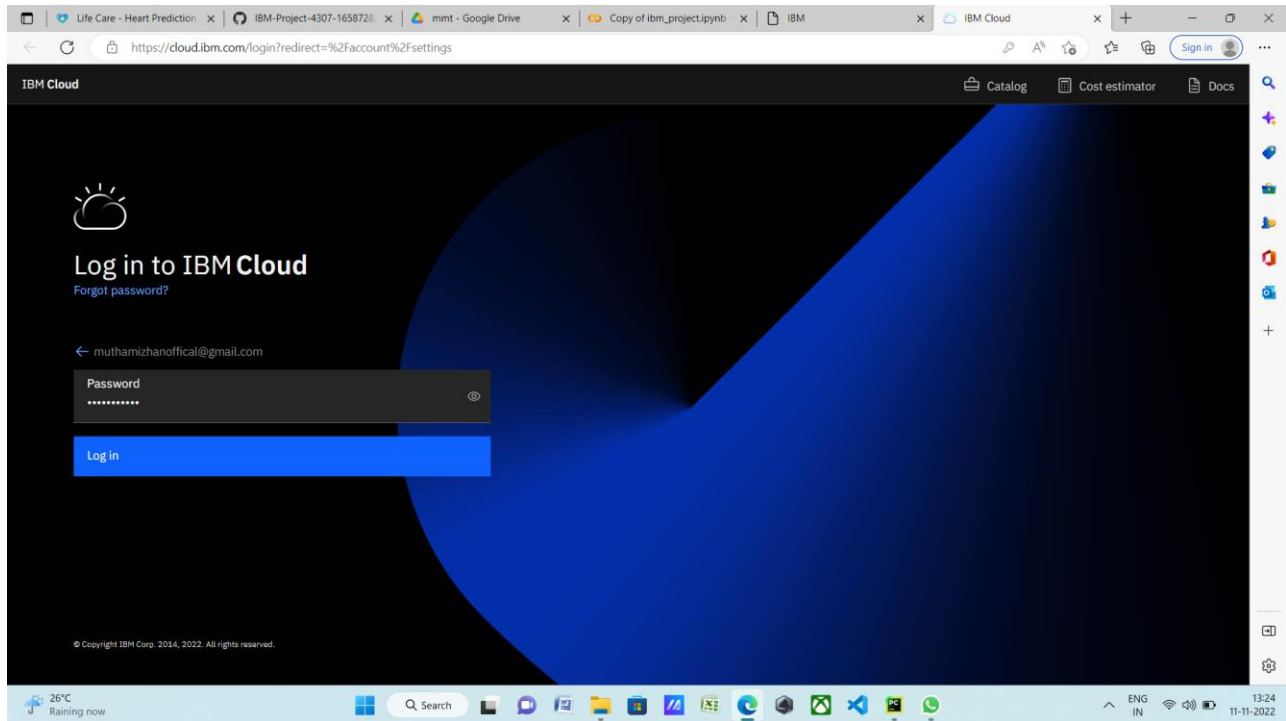 Life Care - Heart Prediction
IBM-Project-4307-1658728
mmt - Google Drive
Copy of ibm_project.ipynb
IBM
IBM Cloud
https://cloud.ibm.com/login?redirect=%2Faccount%2Fsettings
Sign in
IBM Cloud
Catalog
Cost estimator
Docs
Log in to IBM Cloud
Forgot password?
muthamizhanoffical@gmail.com
Password
•••••••••••
Log in
© Copyright IBM Corp. 2014, 2022. All rights reserved.
26°C
Raining now
Search
ENG
IN
13:24
11-11-2022